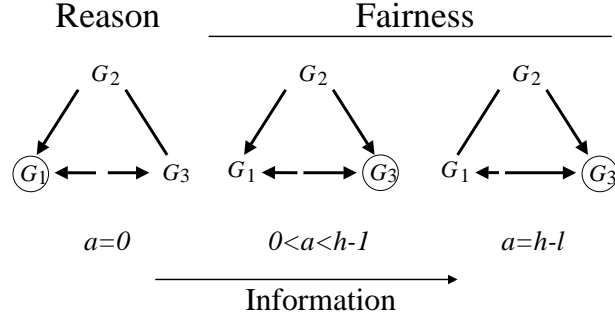 Reason Fairness
G2 G2 G2
G1 G3 G1 G3 G1 G3
a=0 0<a<h-1 a=h-l
Information